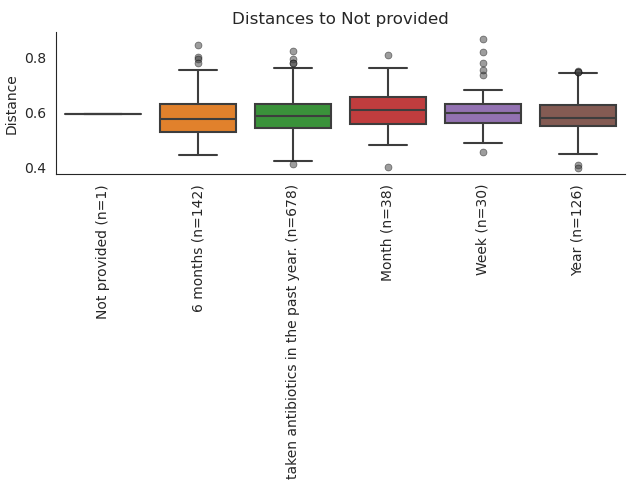 Distances to Not provided
Distance
0.8
0.6
0.4
Not provided (n=1)
6 months (n=142)
taken antibiotics in the past year. (n=678)
Month (n=38)
Week (n=30)
Year (n=126)